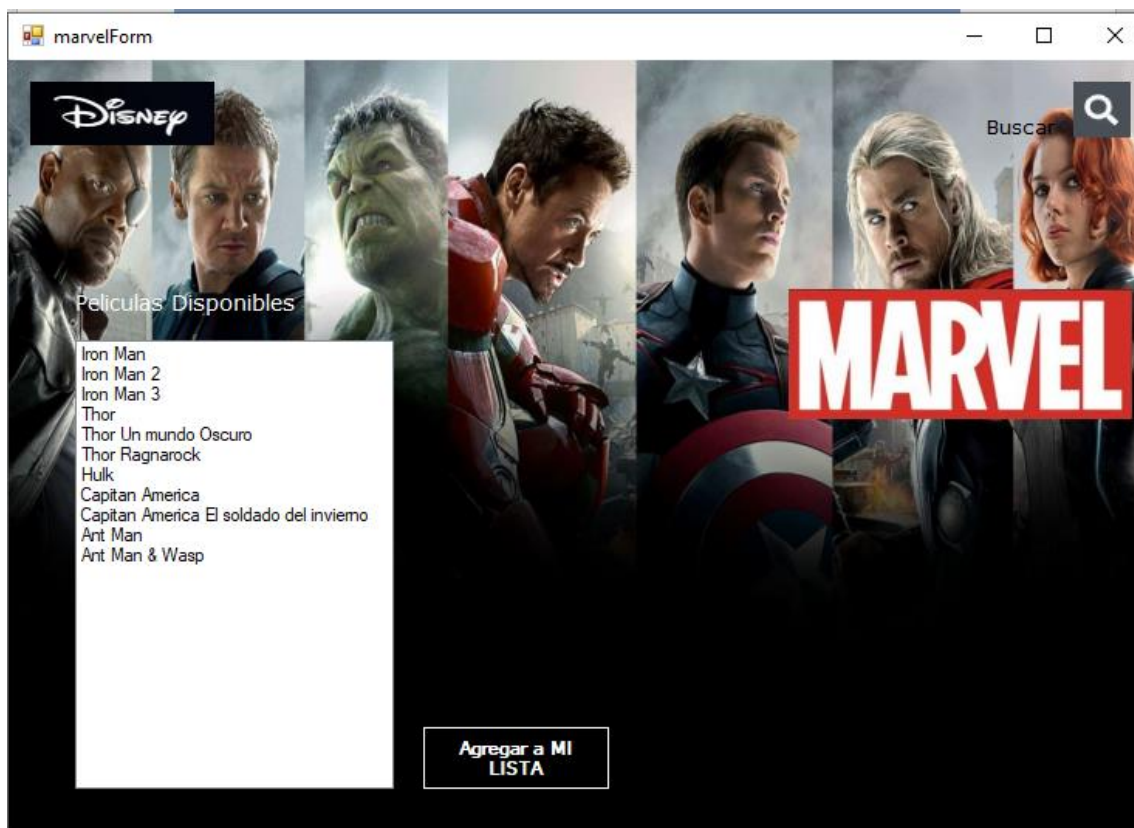 marvelForm
DISNEY
Buscar
Peliculas Disponibles
MARVEL
Iron Man
Iron Man 2
Iron Man 3
Thor
Thor Un mundo Oscuro
Thor Ragnarock
Hulk
Capitan America
Capitan America El soldado del invierno
Ant Man
Ant Man & Wasp
Agregar a MI
LISTA